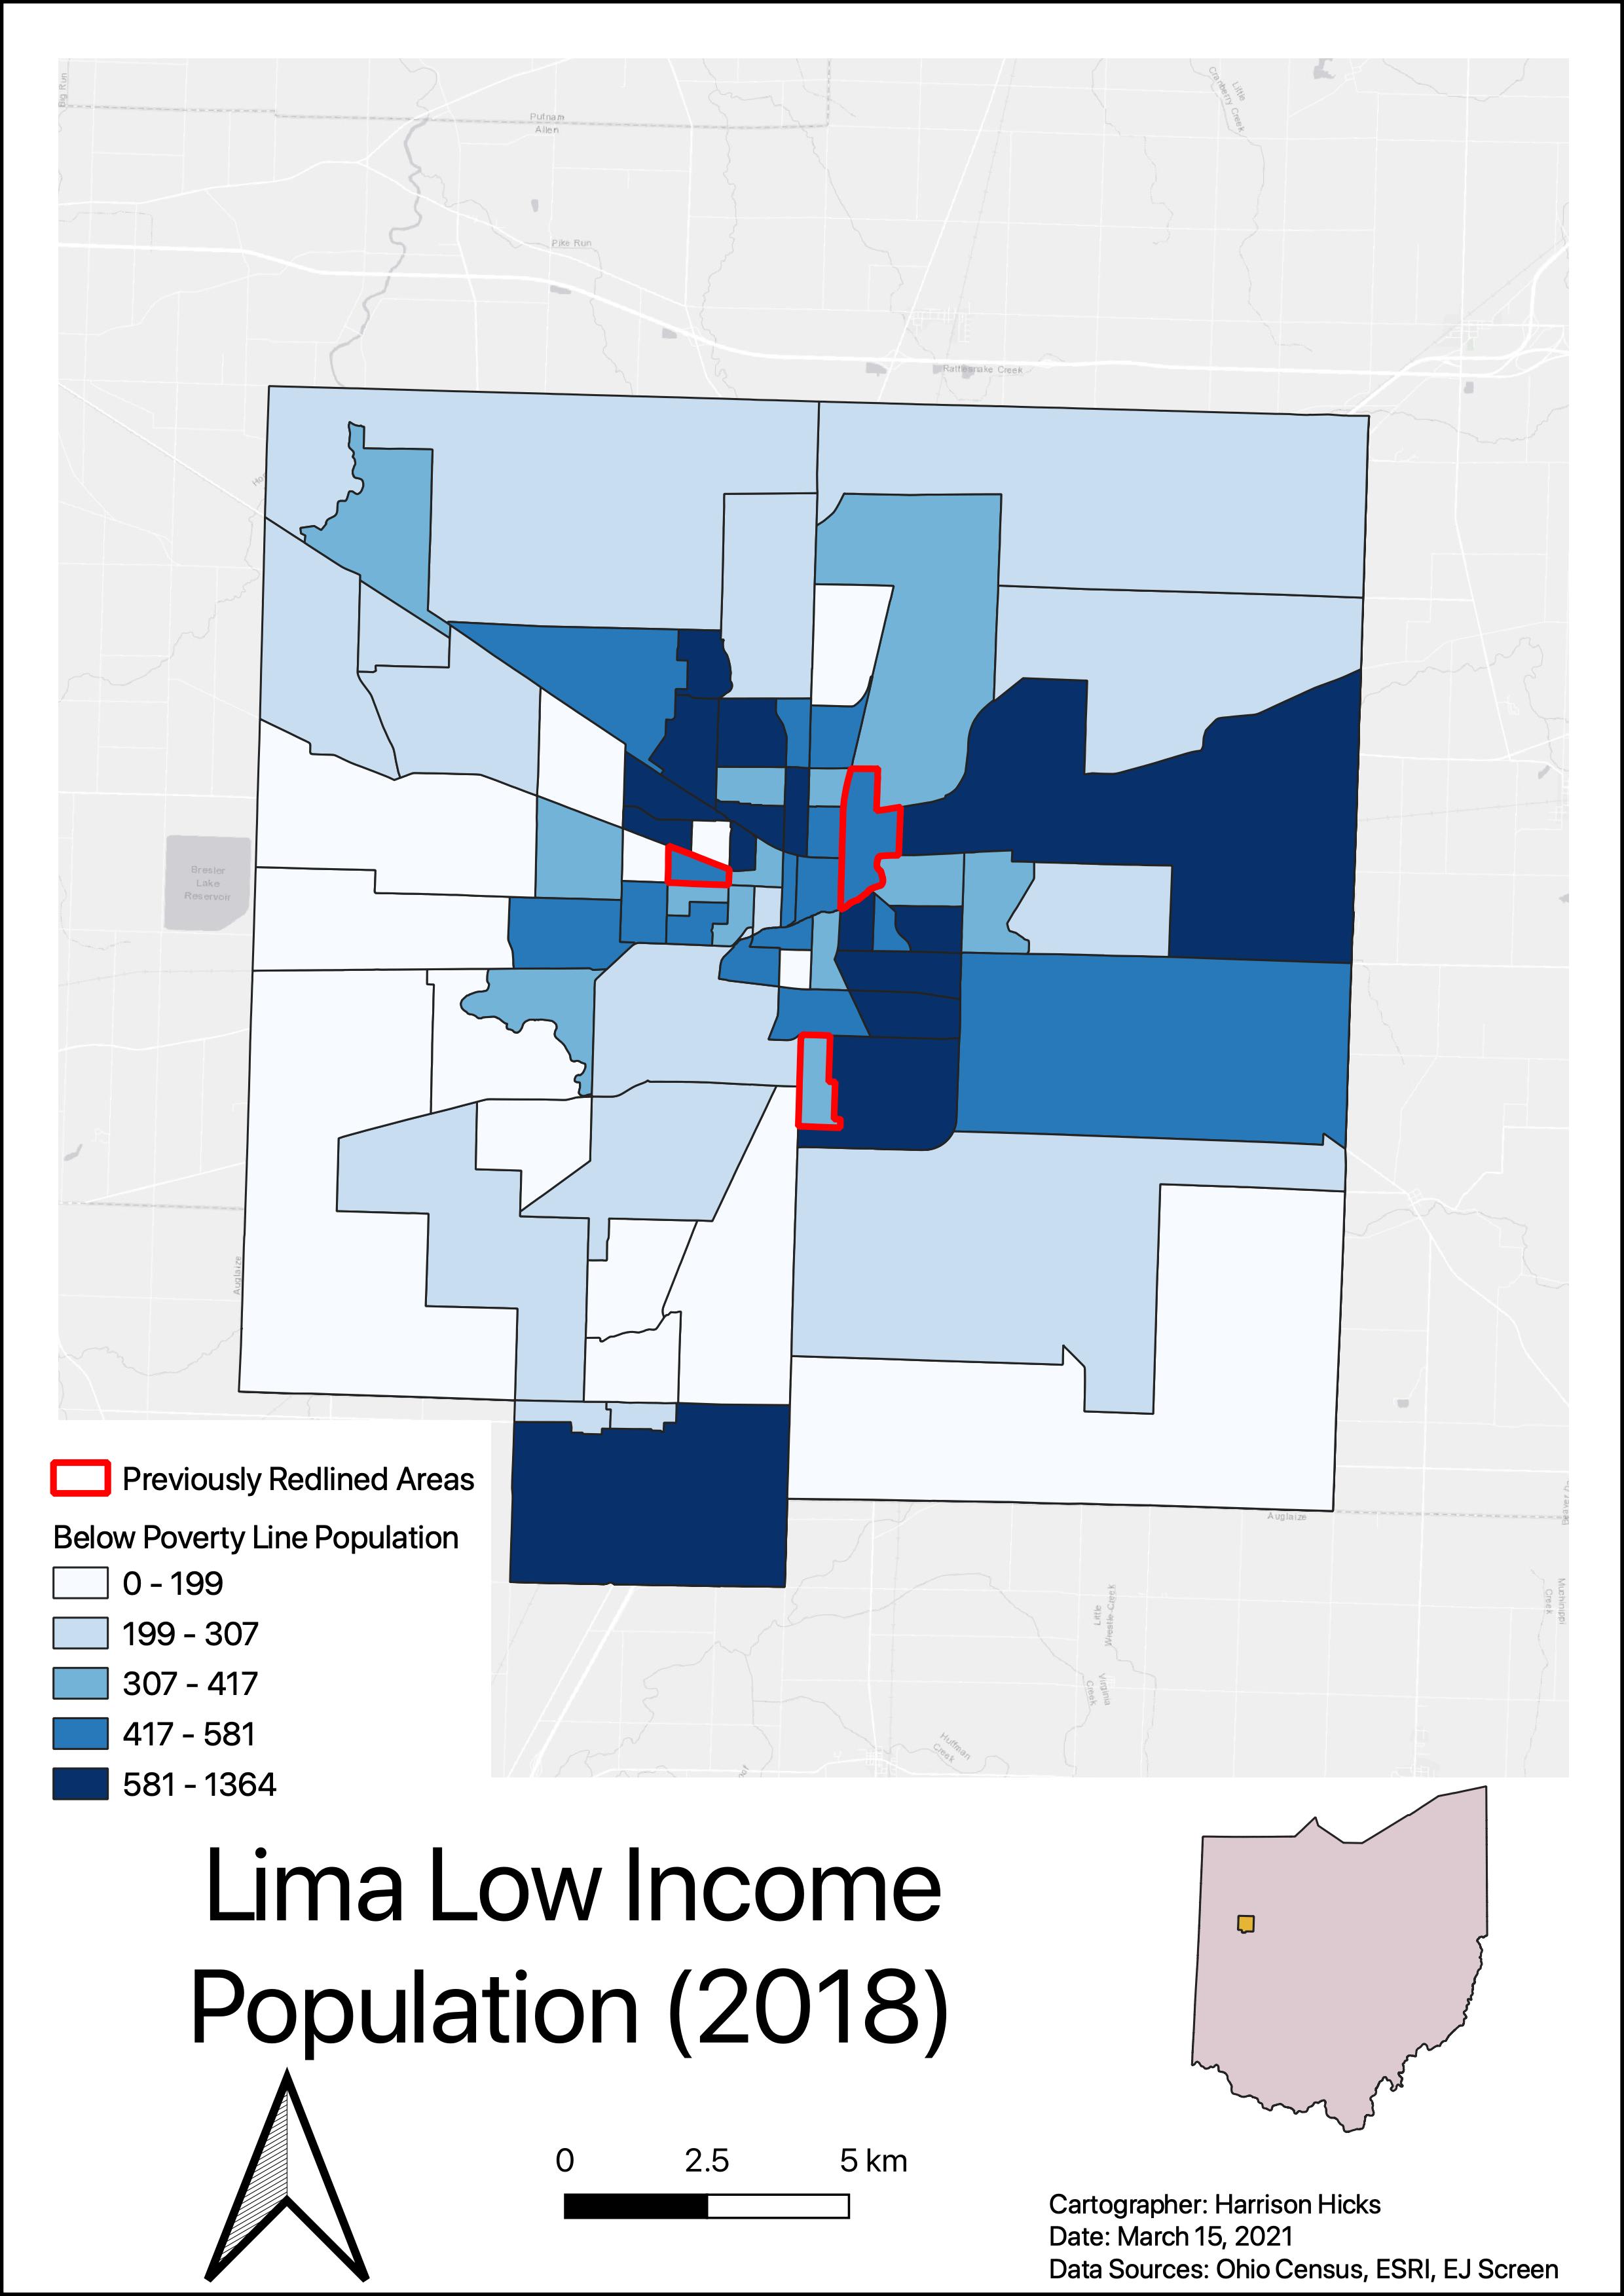 Big Run
Putnam
Allen
Little
Cranberry Creek
Pike Run
Rattlesnake Creek
Bresler
Lake
Reservoir
Auglaize
Auglaize
Previously Redlined Areas
Below Poverty Line Population
0 - 199
199 - 307
307 - 417
417 - 581
581 - 1364
Little
Wrestle Creek
Virginia
Creek
Huffman
Creek
Lima Low Income
Population (2018)
0 2.5 5 km
Cartographer: Harrison Hicks
Date: March 15, 2021
Data Sources: Ohio Census, ESRI, EJ Screen